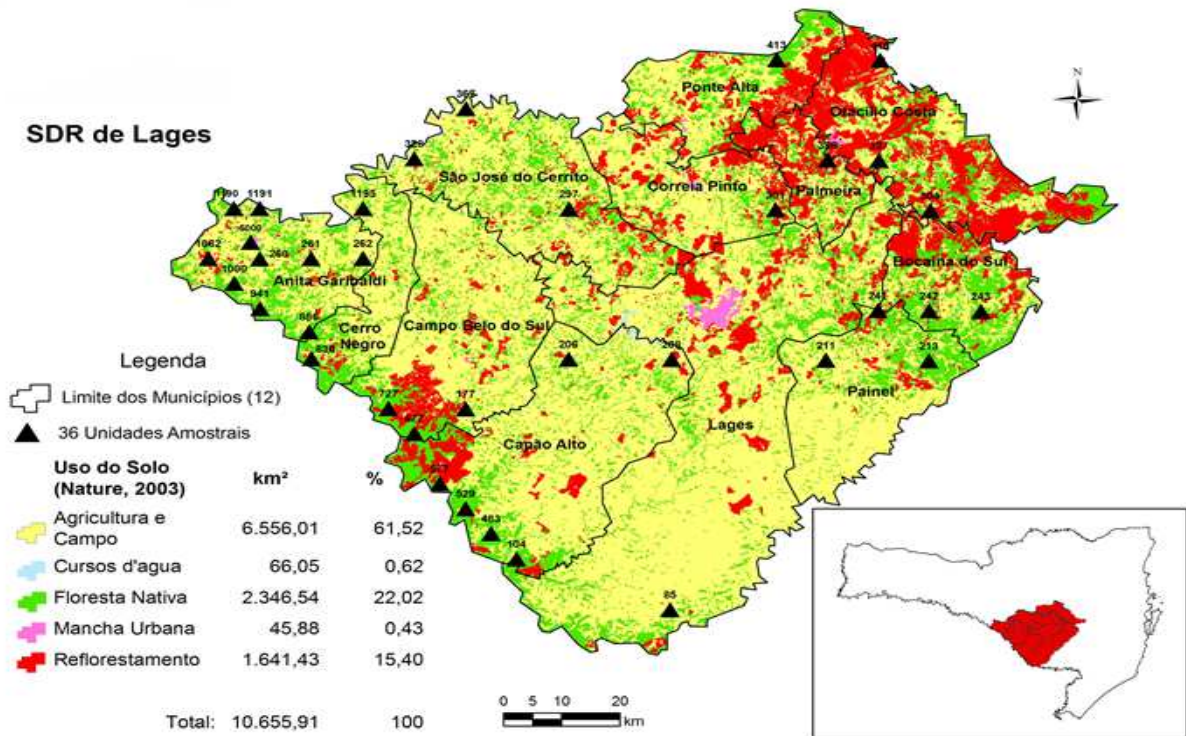 SDR de Lages
N
413
Ponte Alta
Otacílio Costa
São José do Cerrito
297
Correia Pinto
Palmeira
1191
1195
6000
1062
260
261
262
1000
Anita Garibaldi
941
Cerro
Negro
Campo Belo do Sul
Bocaina do Sul
241
242
243
206
211
213
Painel
727
177
Capão Alto
Lages
529
463
104
85
Legenda
Limite dos Municípios (12)
36 Unidades Amostrais
Uso do Solo
(Nature, 2003) km² %
Agricultura e
Campo 6.556,01 61,52
Cursos d'agua 66,05 0,62
Floresta Nativa 2.346,54 22,02
Mancha Urbana 45,88 0,43
Reflorestamento 1.641,43 15,40
Total: 10.655,91 100
0 5 10 20
km